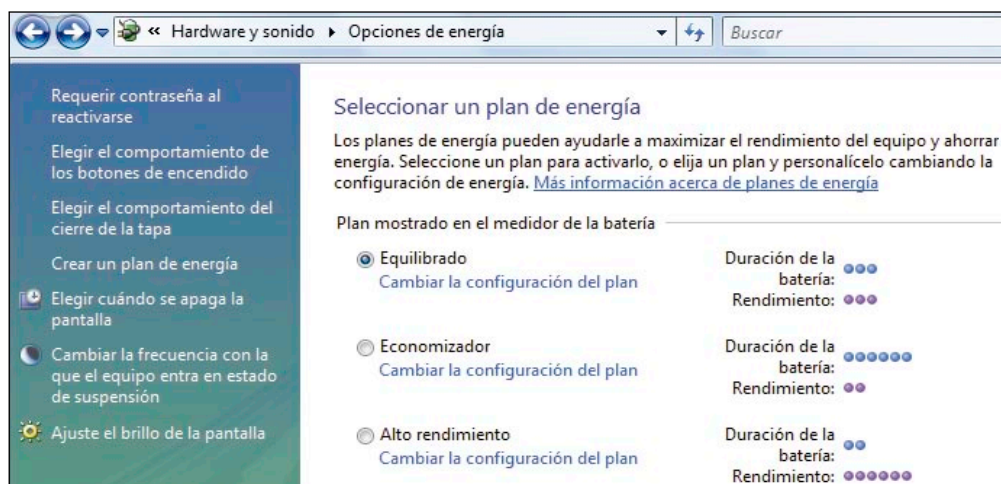 « Hardware y sonido ▸ Opciones de energía
Buscar
Requerir contraseña al
reactivarse
Elegir el comportamiento de
los botones de encendido
Elegir el comportamiento del
cierre de la tapa
Crear un plan de energía
Elegir cuándo se apaga la
pantalla
Cambiar la frecuencia con la
que el equipo entra en estado
de suspensión
Ajuste el brillo de la pantalla
Seleccionar un plan de energía
Los planes de energía pueden ayudarle a maximizar el rendimiento del equipo y ahorrar
energía. Seleccione un plan para activarlo, o elija un plan y personalícelo cambiando la
configuración de energía. Más información acerca de planes de energía
Plan mostrado en el medidor de la batería
Equilibrado
Cambiar la configuración del plan
Duración de la
batería:
Rendimiento:
Economizador
Cambiar la configuración del plan
Duración de la
batería:
Rendimiento:
Alto rendimiento
Cambiar la configuración del plan
Duración de la
batería:
Rendimiento: